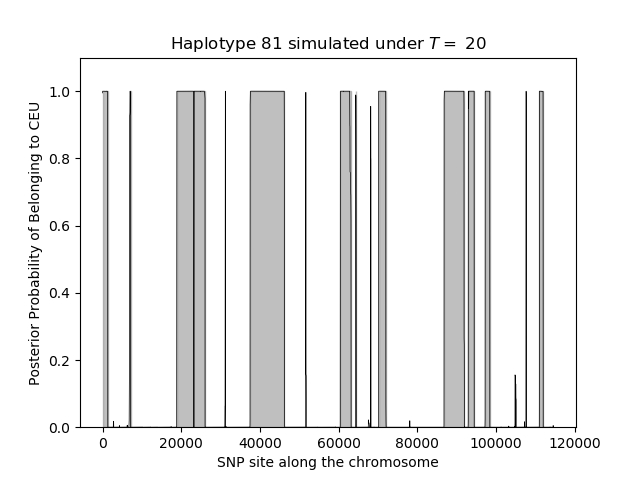 Haplotype 81 simulated under T = 20
Posterior Probability of Belonging to CEU
1.0
0.8
0.6
0.4
0.2
0.0
0 20000 40000 60000 80000 100000 120000
SNP site along the chromosome